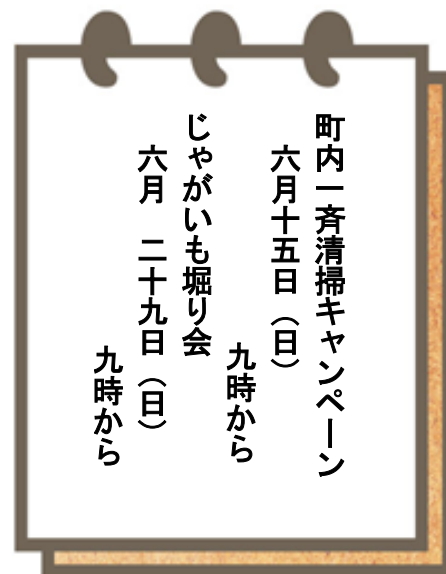 町内一斉清掃キャンペーン
六月十五日（日）
九時から
じゃがいも堀り会
六月　二十九日（日）
九時から